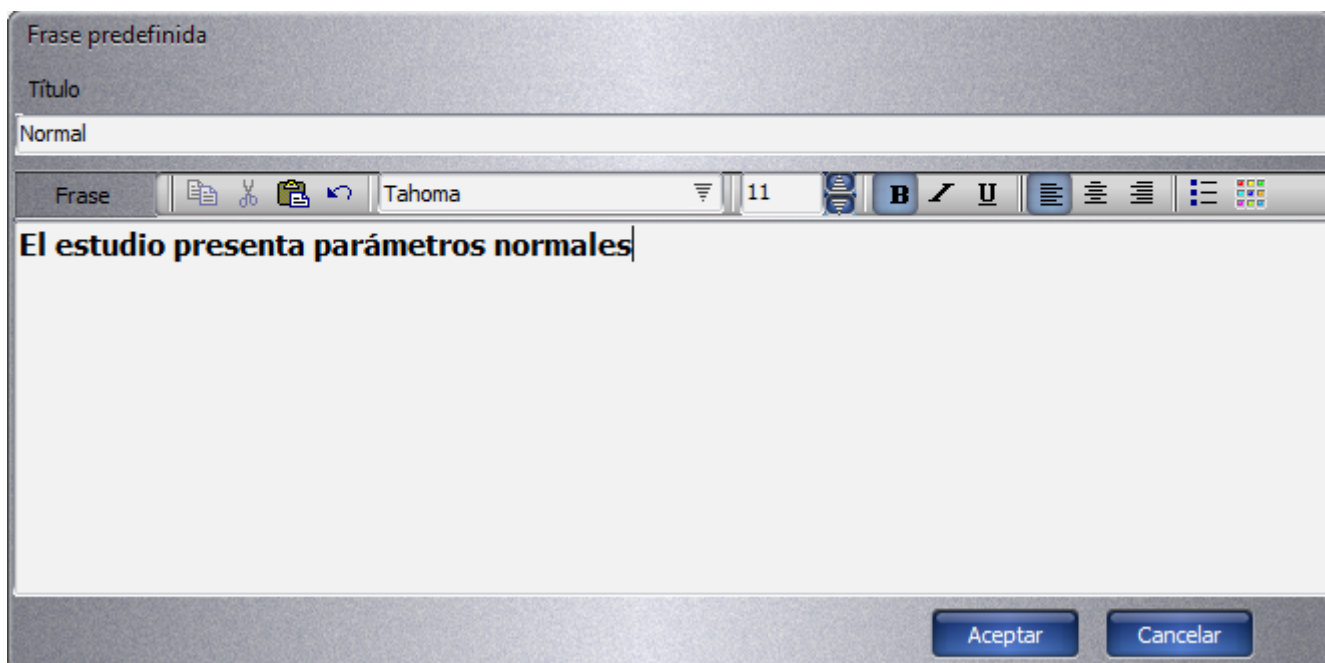 Frase predefinida
Título
Normal
Frase Tahoma 11 B I U
El estudio presenta parámetros normales
Aceptar Cancelar